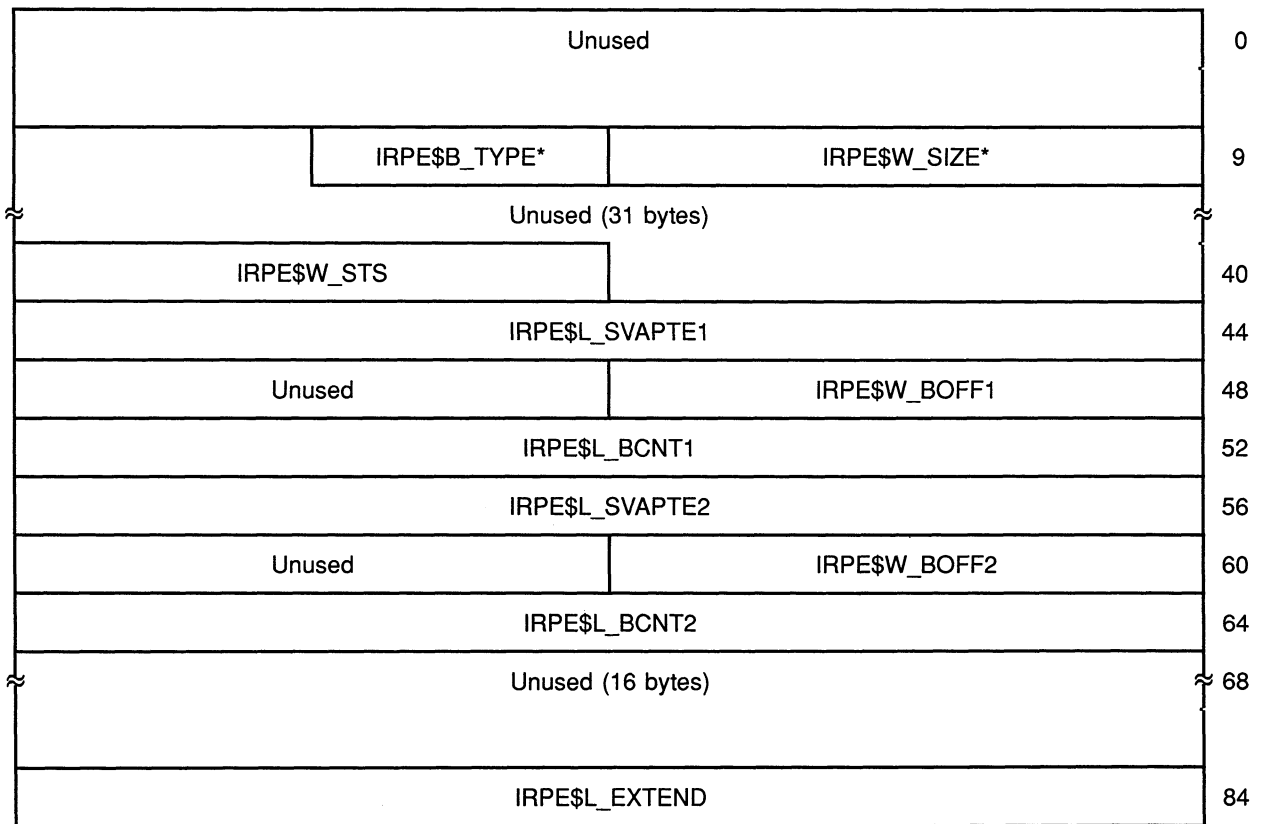 Unused 0
IRPE$B_TYPE* IRPE$W_SIZE* 9
Unused (31 bytes)
IRPE$W_STS 40
IRPE$L_SVAPTE1 44
Unused IRPE$W_BOFF1 48
IRPE$L_BCNT1 52
IRPE$L_SVAPTE2 56
Unused IRPE$W_BOFF2 60
IRPE$L_BCNT2 64
Unused (16 bytes) 68
IRPE$L_EXTEND 84